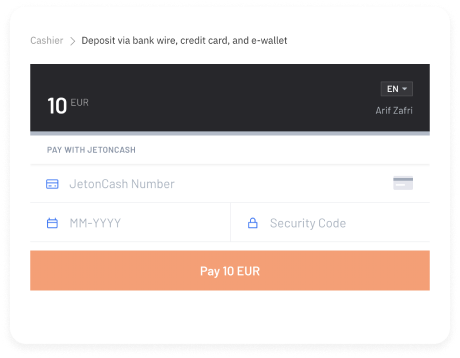 Cashier > Deposit via bank wire, credit card, and e-wallet
10 EUR
EN
Arif Zafri
PAY WITH JETONCASH
JetonCash Number
MM-YYYY
Security Code
Pay 10 EUR